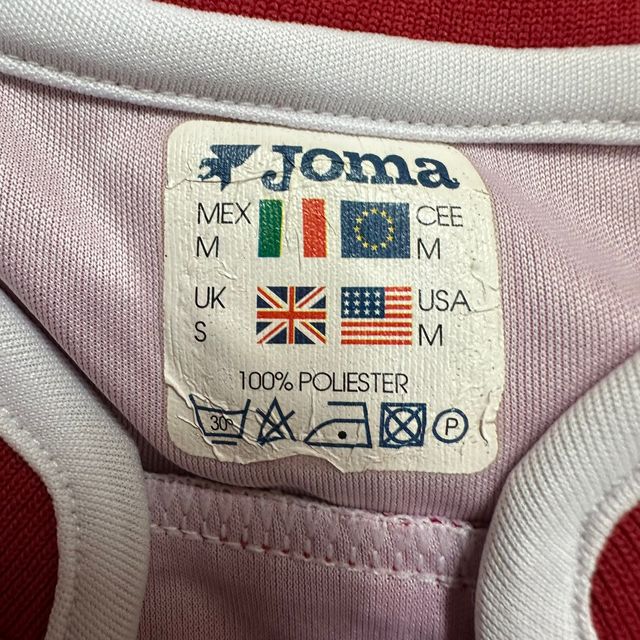 Joma
MEX CEE
M M
UK USA
S M
100% POLIESTER
30° P